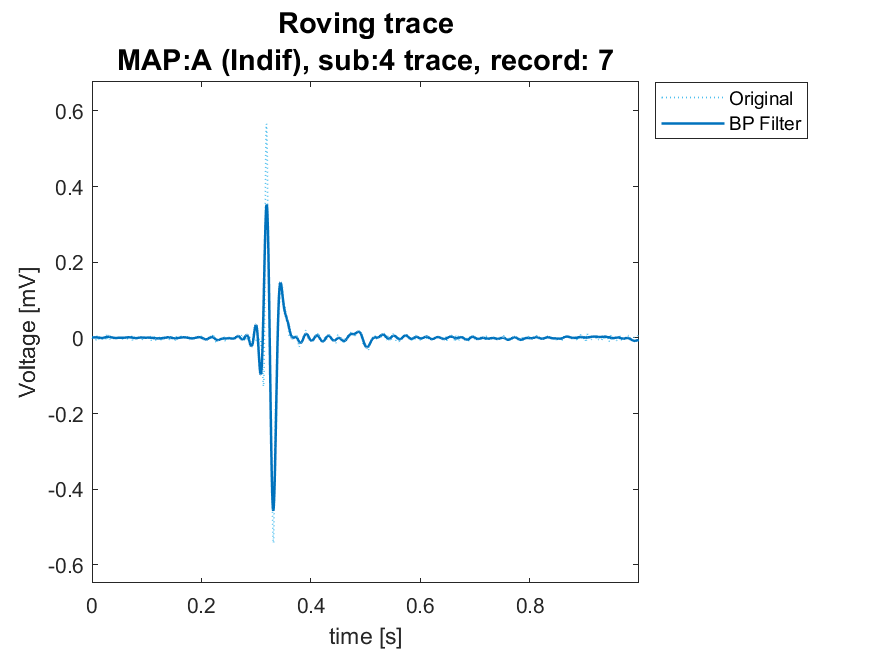 Roving trace
MAP:A (Indif), sub:4 trace, record: 7
Original
BP Filter
0.6
0.4
0.2
0
-0.2
-0.4
-0.6
Voltage [mV]
0 0.2 0.4 0.6 0.8
time [s]